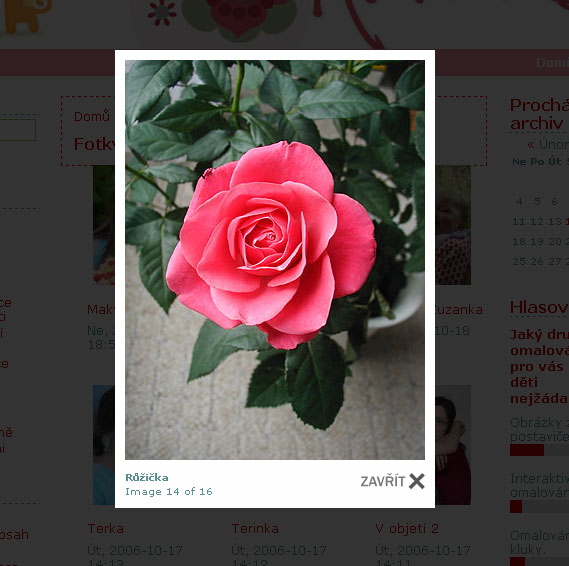 Domů
Prochá
archiv
« Únor
Ne Po Út
4 5 6
11 12 13
18 19 20
25 26 27
Domů
Fotky
Růžička
Image 14 of 16
ZAVŘÍT
Zuzanka
10-18
Ne,
18:5
Terka
Út, 2006-10-17
14:13
Terinka
Út, 2006-10-17
14:12
V objetí 2
Út, 2006-10-17
14:11
Hlasov
Jaký dru
omalová
pro vás
děti
nejžáda
Obrázky
postaviče
Interaktiv
omalován
Omalován
kluky.